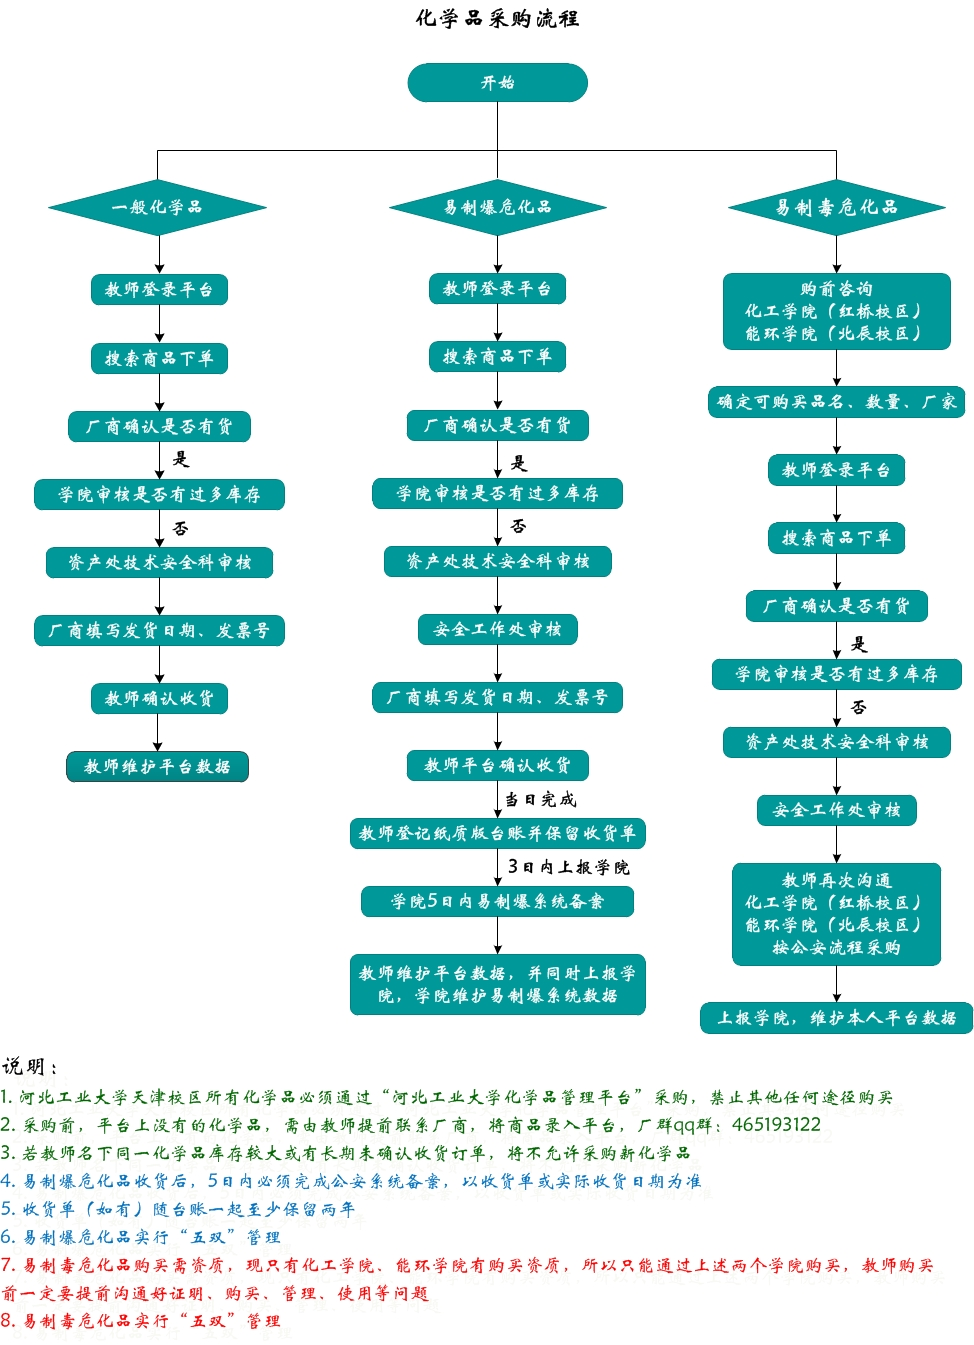 化学品采购流程
开始
一般化学品
教师登录平台
搜索商品下单
厂商确认是否有货
是
学院审核是否有过多库存
否
资产处技术安全科审核
厂商填写发货日期、发票号
教师确认收货
教师维护平台数据
易制爆危化品
教师登录平台
搜索商品下单
厂商确认是否有货
是
学院审核是否有过多库存
否
资产处技术安全科审核
安全工作处审核
厂商填写发货日期、发票号
教师平台确认收货
当日完成
教师登记纸质版台账并保留收货单
3日内上报学院
学院5日内易制爆系统备案
教师维护平台数据，并同时上报学
院，学院维护易制爆系统数据
易制毒危化品
购前咨询
化工学院（红桥校区）
能环学院（北辰校区）
确定可购买品名、数量、厂家
教师登录平台
搜索商品下单
厂商确认是否有货
是
学院审核是否有过多库存
否
资产处技术安全科审核
安全工作处审核
教师再次沟通
化工学院（红桥校区）
能环学院（北辰校区）
按公安流程采购
上报学院，维护本人平台数据
说明：
1. 河北工业大学天津校区所有化学品必须通过“河北工业大学化学品管理平台”采购，禁止其他任何途径购买
2. 采购前，平台上没有的化学品，需由教师提前联系厂商，将商品录入平台，厂群qq群：465193122
3. 若教师名下同一化学品库存较大或有长期未确认收货订单，将不允许采购新化学品
4. 易制爆危化品收货后，5日内必须完成公安系统备案，以收货单或实际收货日期为准
5. 收货单（如有）随台账一起至少保留两年
6. 易制爆危化品实行“五双”管理
7. 易制毒危化品购买需资质，现只有化工学院、能环学院有购买资质，所以只能通过上述两个学院购买，教师购买
前一定要提前沟通好证明、购买、管理、使用等问题
8. 易制毒危化品实行“五双”管理